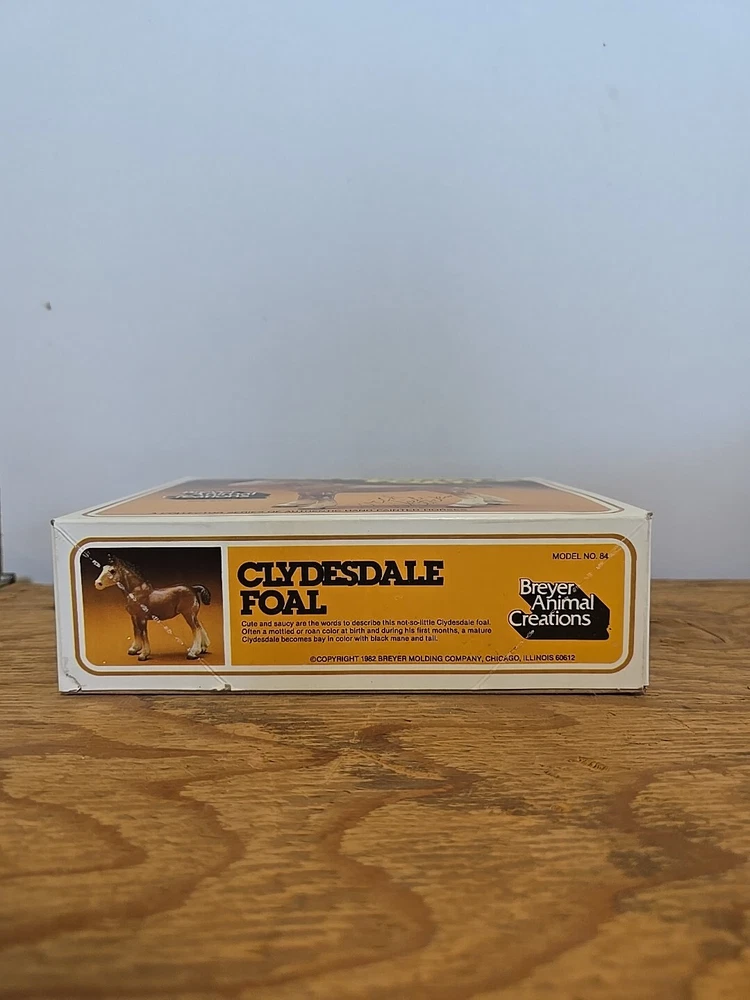 CLYDESDALE
FOAL
Cute and saucy are the words to describe this not-so-little Clydesdale foal.
Often a mottled or roan color at birth and during his first months, a mature
Clydesdale becomes bay in color with black mane and tail.
©COPYRIGHT 1982 BREYER MOLDING COMPANY, CHICAGO, ILLINOIS 60612
MODEL NO. 84
Breyer®
Animal
Creations